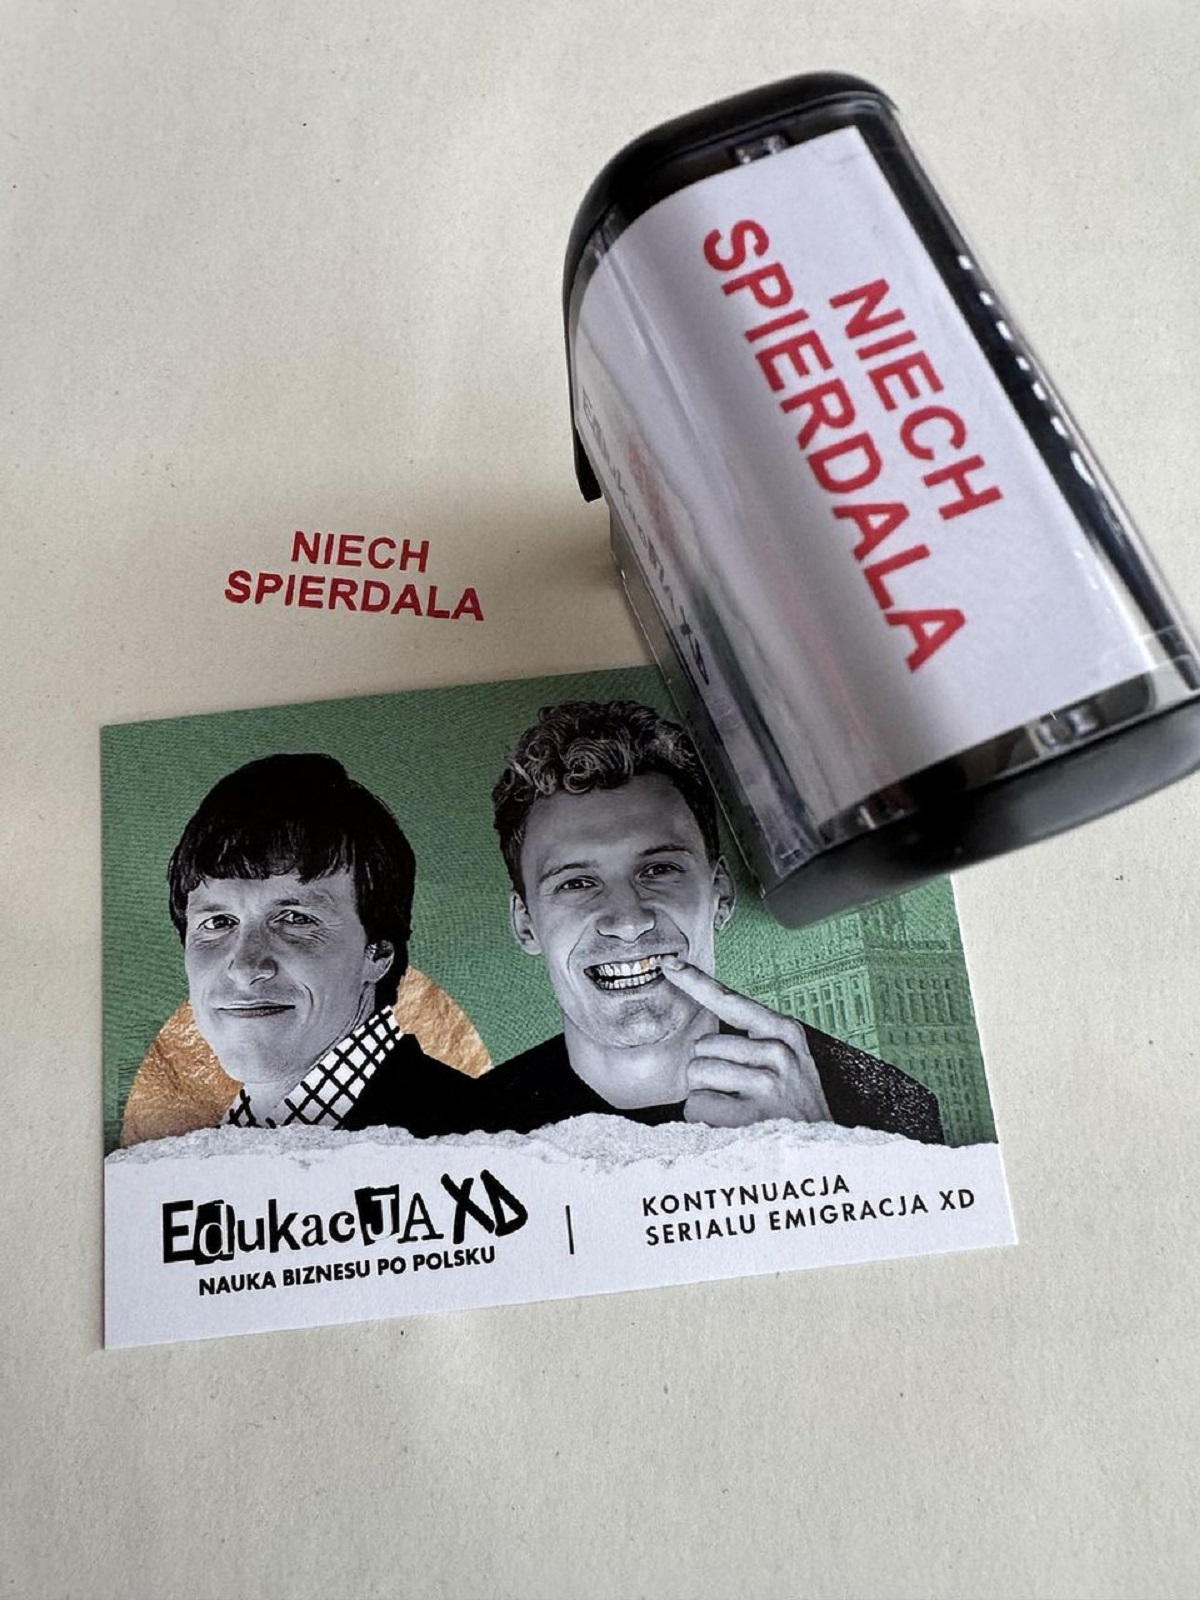 NIECH
SPIERDALA
NIECH
SPIERDALA
EdukacJA XD
NAUKA BIZNESU PO POLSKU
KONTYNUACJA
SERIALU EMIGRACJA XD